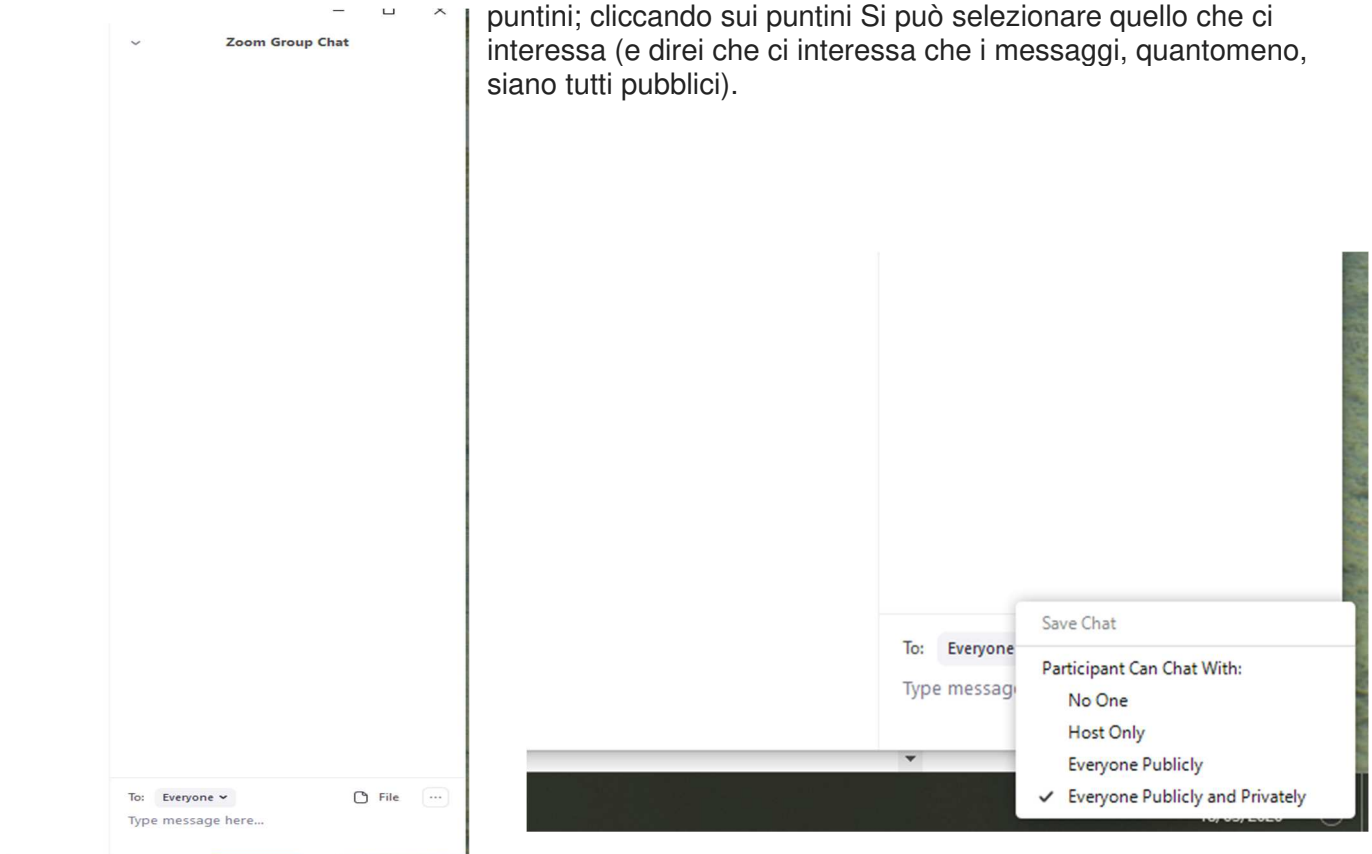 puntini; cliccando sui puntini Si può selezionare quello che ci
interessa (e direi che ci interessa che i messaggi, quantomeno,
siano tutti pubblici).
Zoom Group Chat
To: Everyone
File
Type message here...
To: Everyone
Type messag
Save Chat
Participant Can Chat With:
No One
Host Only
Everyone Publicly
Everyone Publicly and Privately